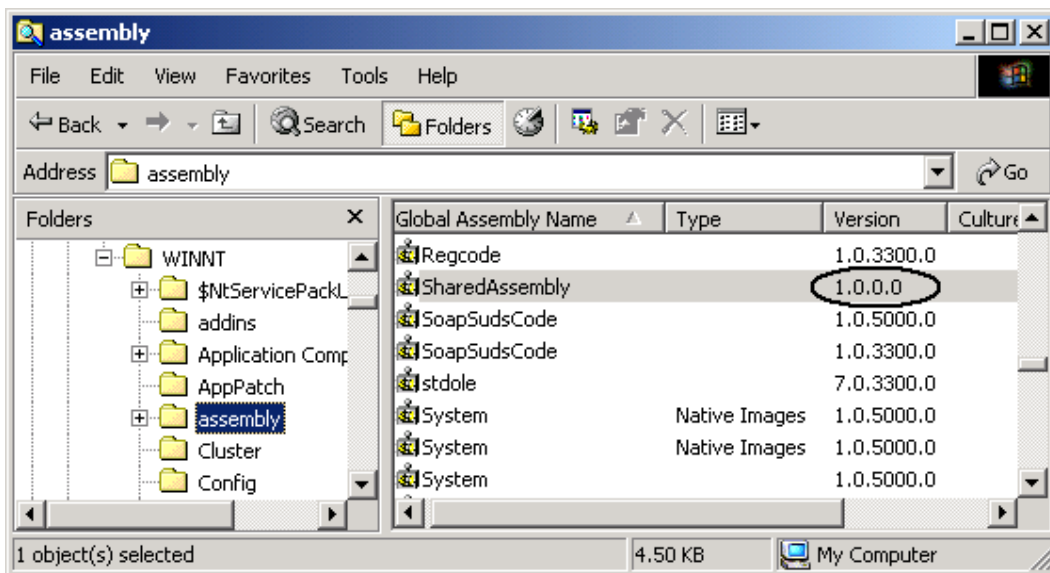 assembly
File Edit View Favorites Tools Help
Back Search Folders
Address assembly Go
Folders Global Assembly Name Type Version Culture
WINNT Regcode 1.0.3300.0
$NtServicePackU SharedAssembly 1.0.0.0
addins SoapSudsCode 1.0.5000.0
Application Comp SoapSudsCode 1.0.3300.0
AppPatch stdole 7.0.3300.0
assembly System Native Images 1.0.5000.0
Cluster System Native Images 1.0.5000.0
Config System 1.0.5000.0
1 object(s) selected 4.50 KB My Computer